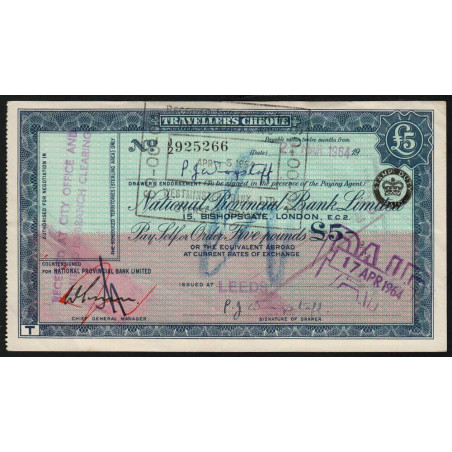 TRAVELLER'S CHEQUE
£5
No 925266
Payable within twelve months from
(Date) 1964 19
DRAWER'S ENDORSEMENT (To be signed in the presence of the Paying Agent)
National Provincial Bank Limited
15, BISHOPSGATE, LONDON, E.C.2.
Pay Self or Order Five pounds £5
OR THE EQUIVALENT ABROAD
AT CURRENT RATES OF EXCHANGE
AUTHORISED FOR NEGOTIATION IN
CITY OFFICE AND
BRANCH CLEARING
COUNTERSIGNED
FOR NATIONAL PROVINCIAL BANK LIMITED
ISSUED AT LEEDS
PAID
17 APR 1964
CHIEF GENERAL MANAGER
SIGNATURE OF DRAWER
T